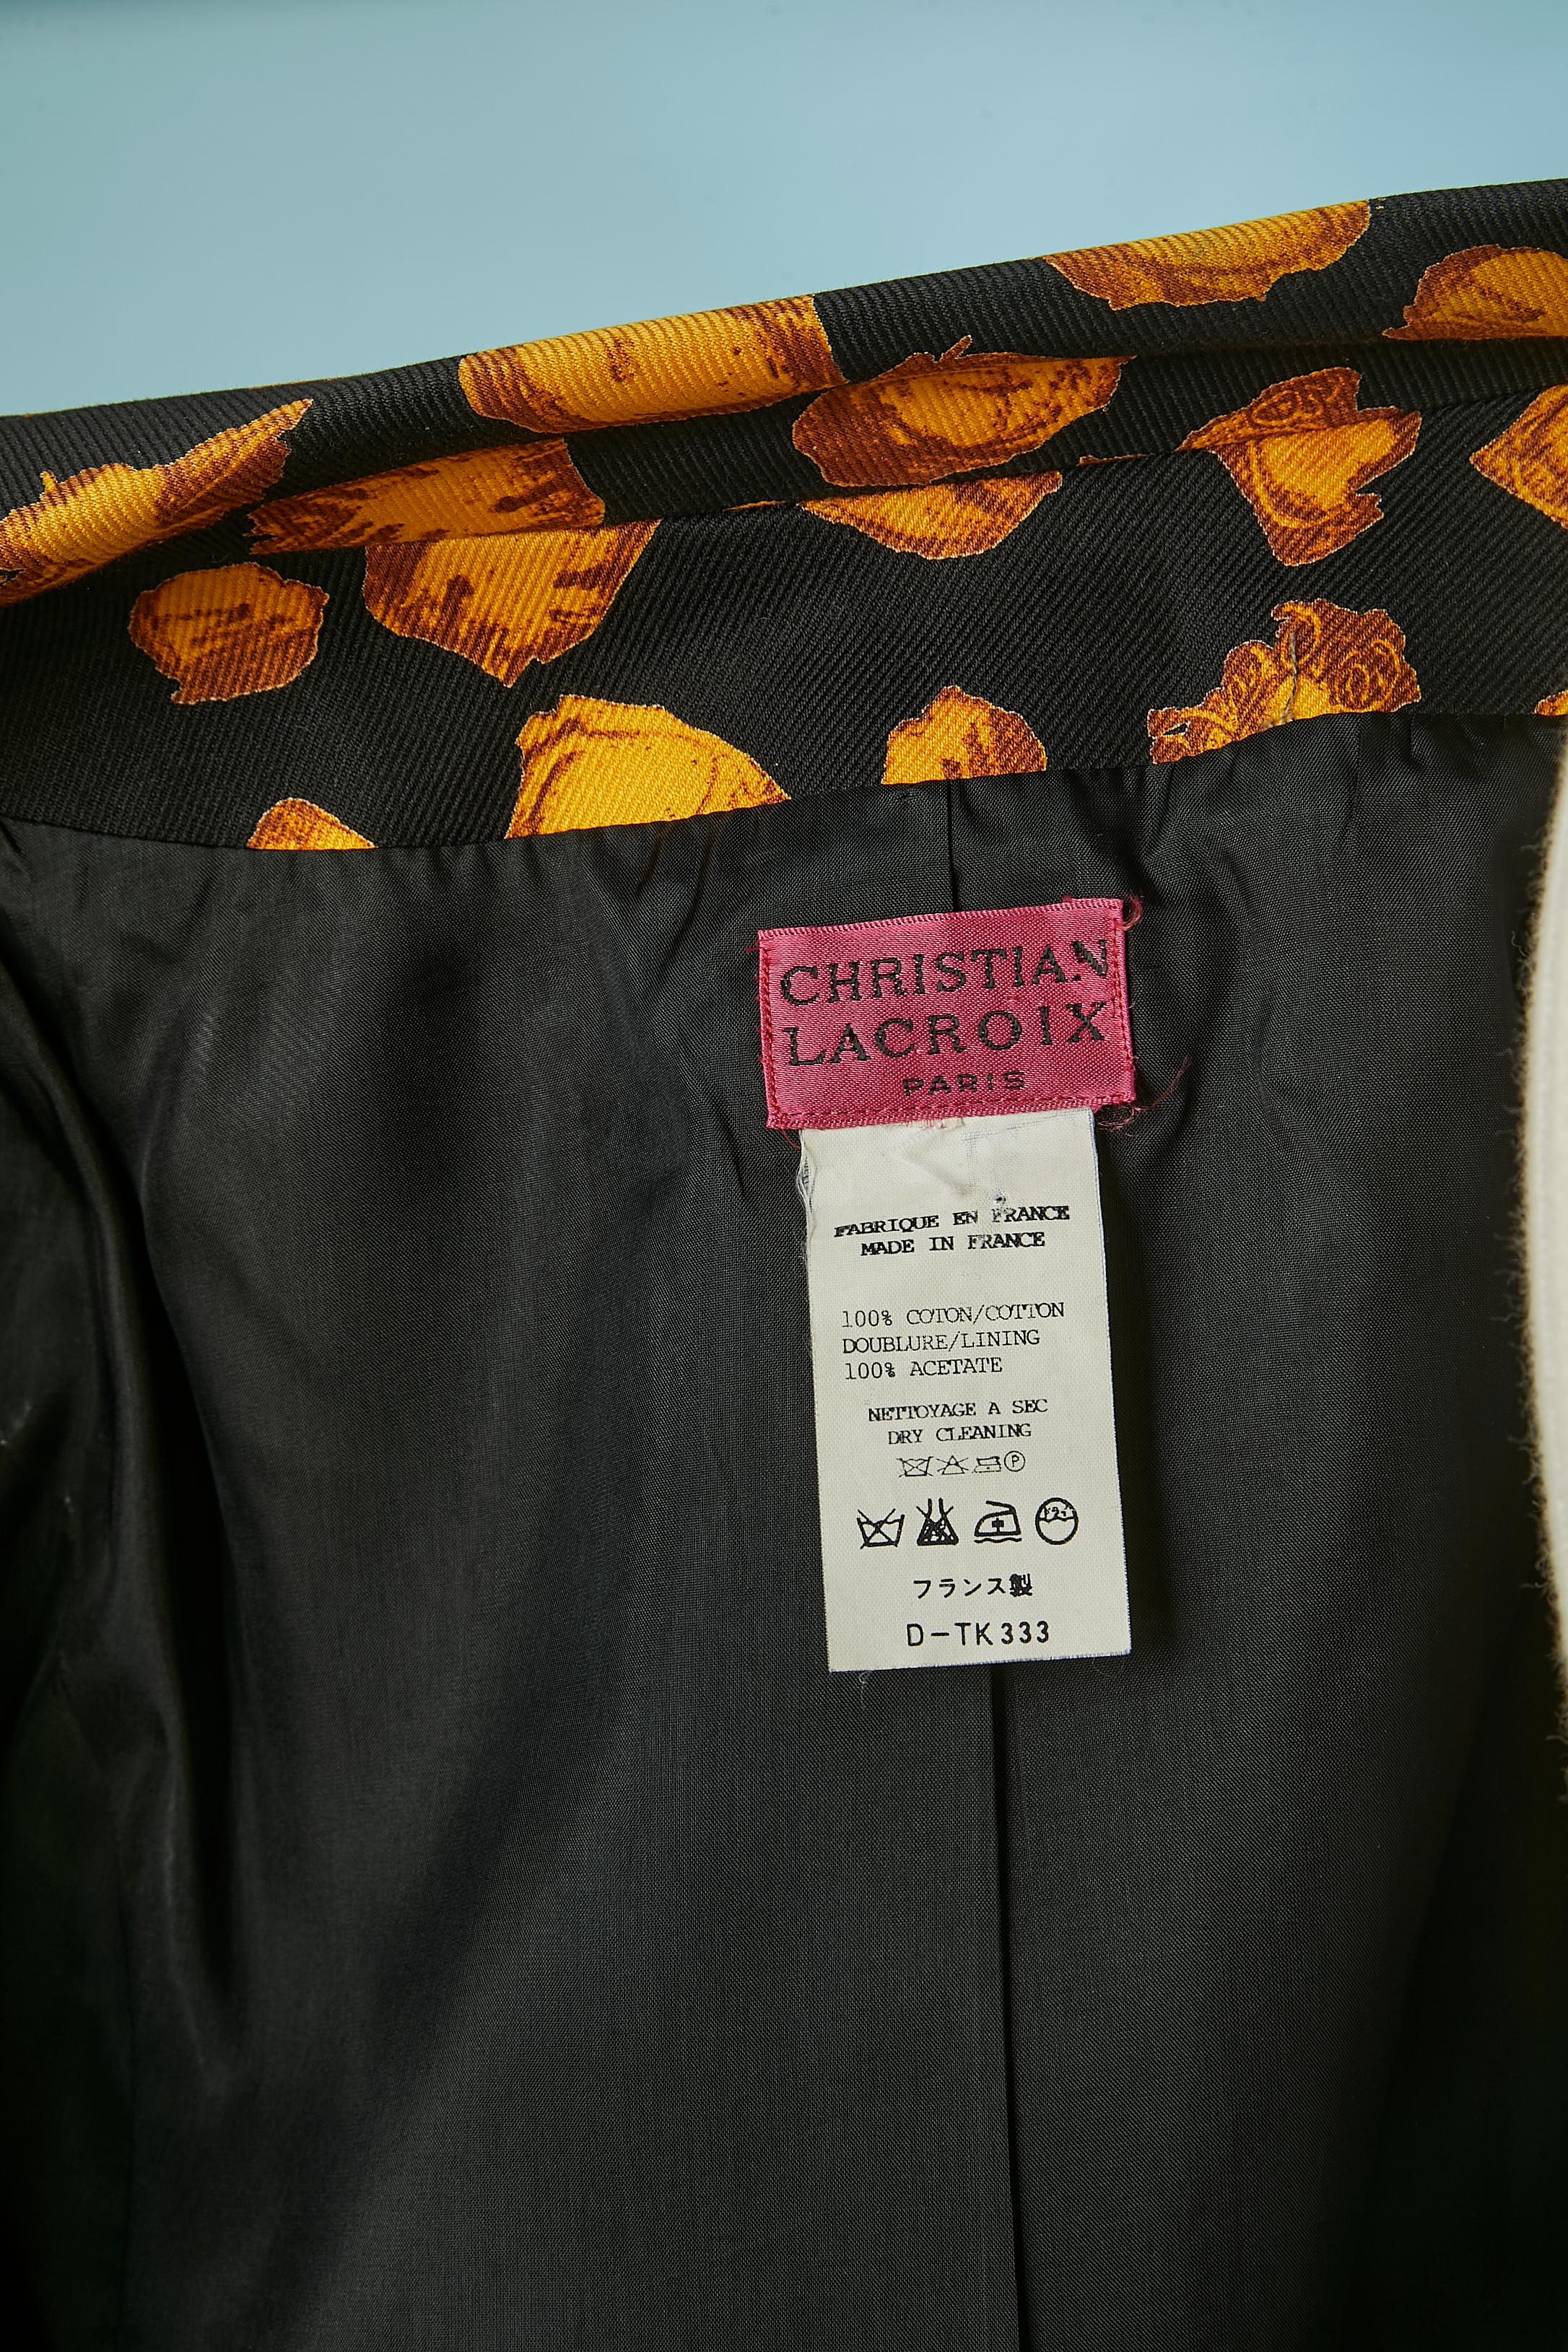 CHRISTIAN
LACROIX
PARIS
FABRIQUE EN FRANCE
MADE IN FRANCE
100% COTON/COTTON
DOUBLURE/LINING
100% ACETATE
NETTOYAGE A SEC
DRY CLEANING
P
フランス製
D-TK333